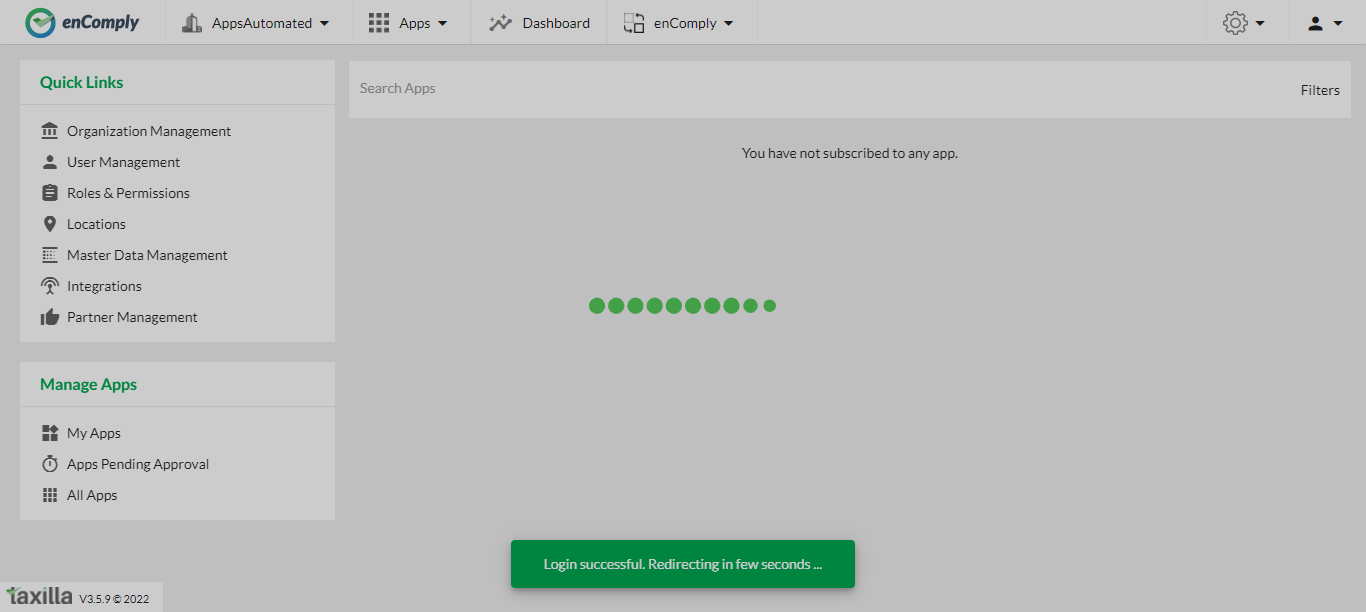 enComply AppsAutomated Apps Dashboard enComply
Quick Links
Organization Management
User Management
Roles & Permissions
Locations
Master Data Management
Integrations
Partner Management
Manage Apps
My Apps
Apps Pending Approval
All Apps
Search Apps Filters
You have not subscribed to any app.
Login successful. Redirecting in few seconds ...
taxilla V3.5.9 © 2022